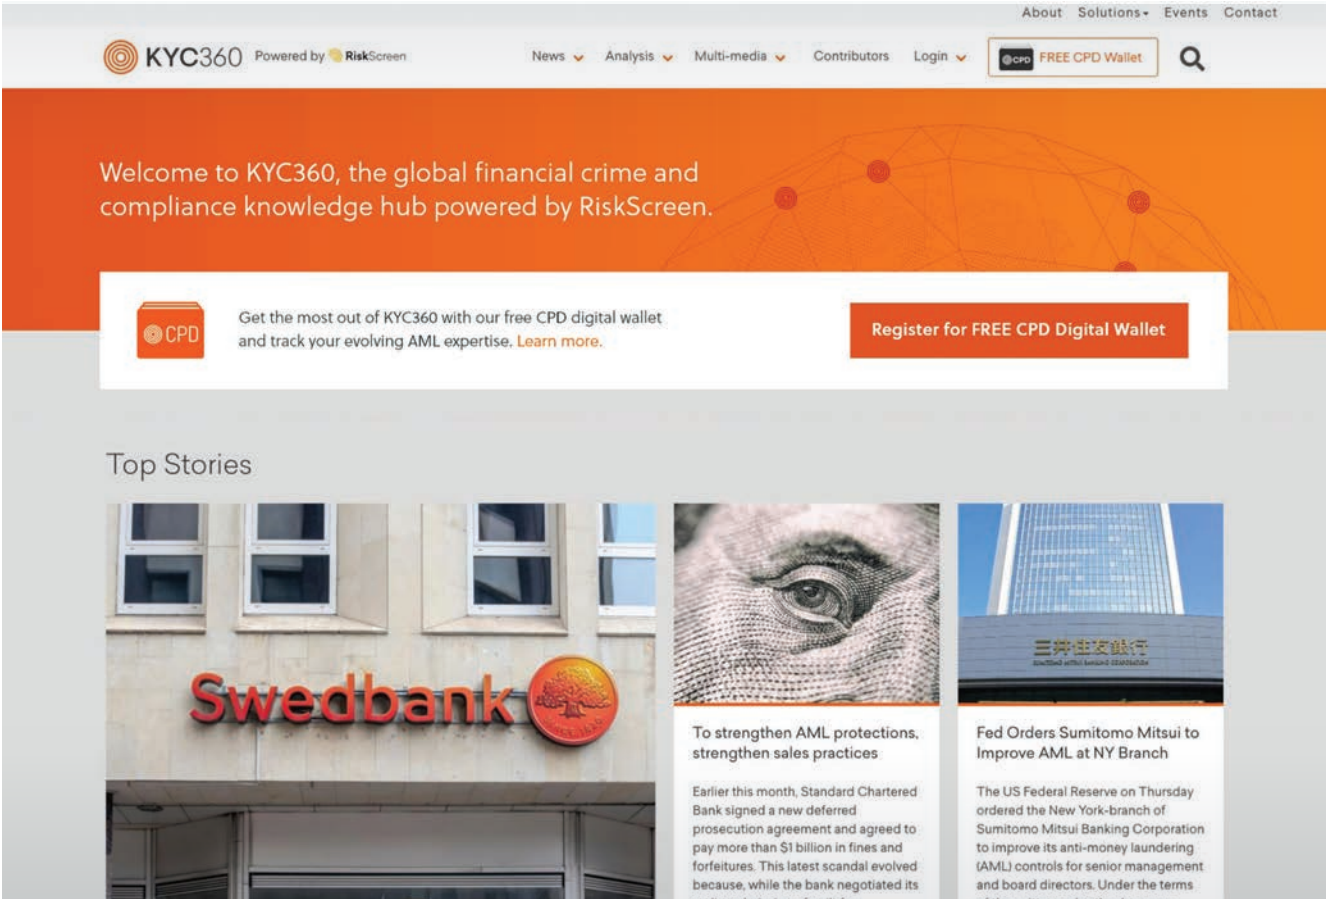 About Solutions Events Contact
KYC360 Powered by RiskScreen News Analysis Multi-media Contributors Login CPD FREE CPD Wallet
Welcome to KYC360, the global financial crime and
compliance knowledge hub powered by RiskScreen.
CPD
Get the most out of KYC360 with our free CPD digital wallet
and track your evolving AML expertise. Learn more.
Register for FREE CPD Digital Wallet
Top Stories
Swedbank
三井住友銀行
SUMITOMO MITSUI BANKING CORPORATION
To strengthen AML protections,
strengthen sales practices
Earlier this month, Standard Chartered
Bank signed a new deferred
prosecution agreement and agreed to
pay more than $1 billion in fines and
forfeitures. This latest scandal evolved
because, while the bank negotiated its
Fed Orders Sumitomo Mitsui to
Improve AML at NY Branch
The US Federal Reserve on Thursday
ordered the New York-branch of
Sumitomo Mitsui Banking Corporation
to improve its anti-money laundering
(AML) controls for senior management
and board directors. Under the terms